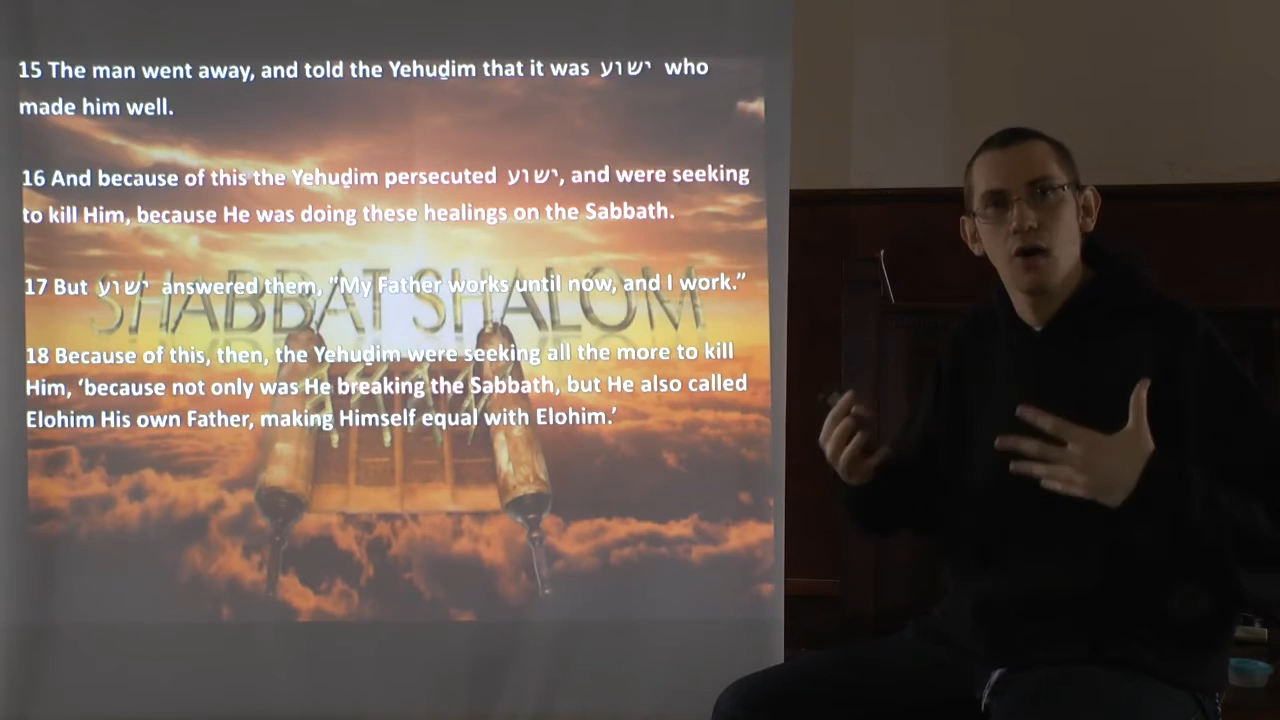 15 The man went away, and told the Yehuḏim that it was ישוע who
made him well.
16 And because of this the Yehuḏim persecuted ישוע, and were seeking
to kill Him, because He was doing these healings on the Sabbath.
SHABBAT SHALOM
17 But ישוע answered them, “My Father works until now, and I work.”
18 Because of this, then, the Yehuḏim were seeking all the more to kill
Him, ‘because not only was He breaking the Sabbath, but He also called
Elohim His own Father, making Himself equal with Elohim.’